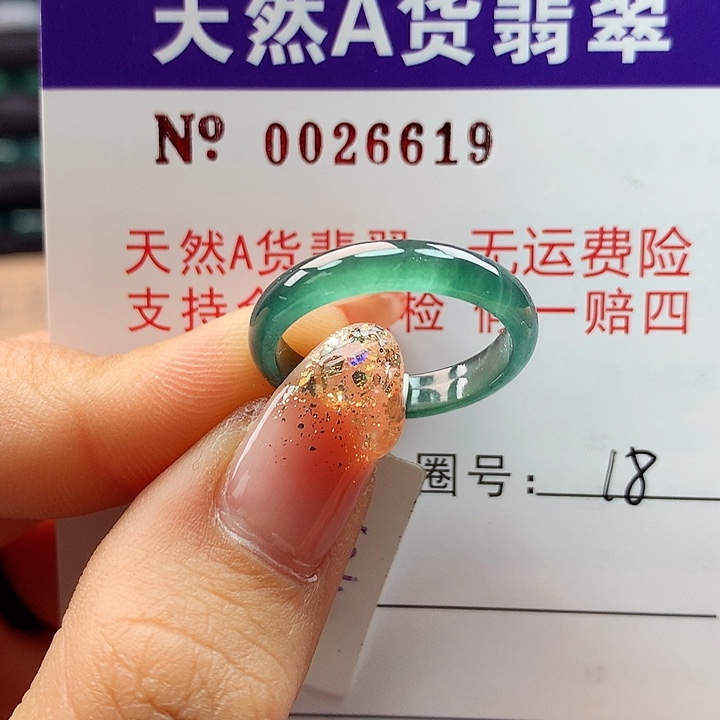 天然A货翡翠
Nº 0026619
天然A货翡 无运费险
支持 检 一赔四
圈号: 18